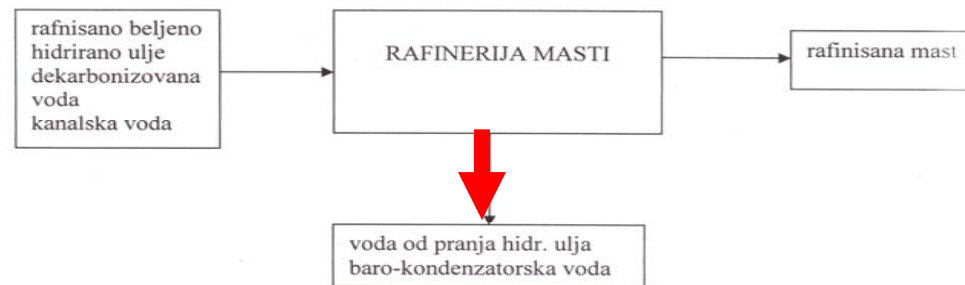 rafnisano beljeno
hidrirano ulje
dekarbonizovana
voda
kanalska voda
RAFINERIJA MASTI
rafinisana mast
voda od pranja hidr. ulja
baro-kondenzatorska voda